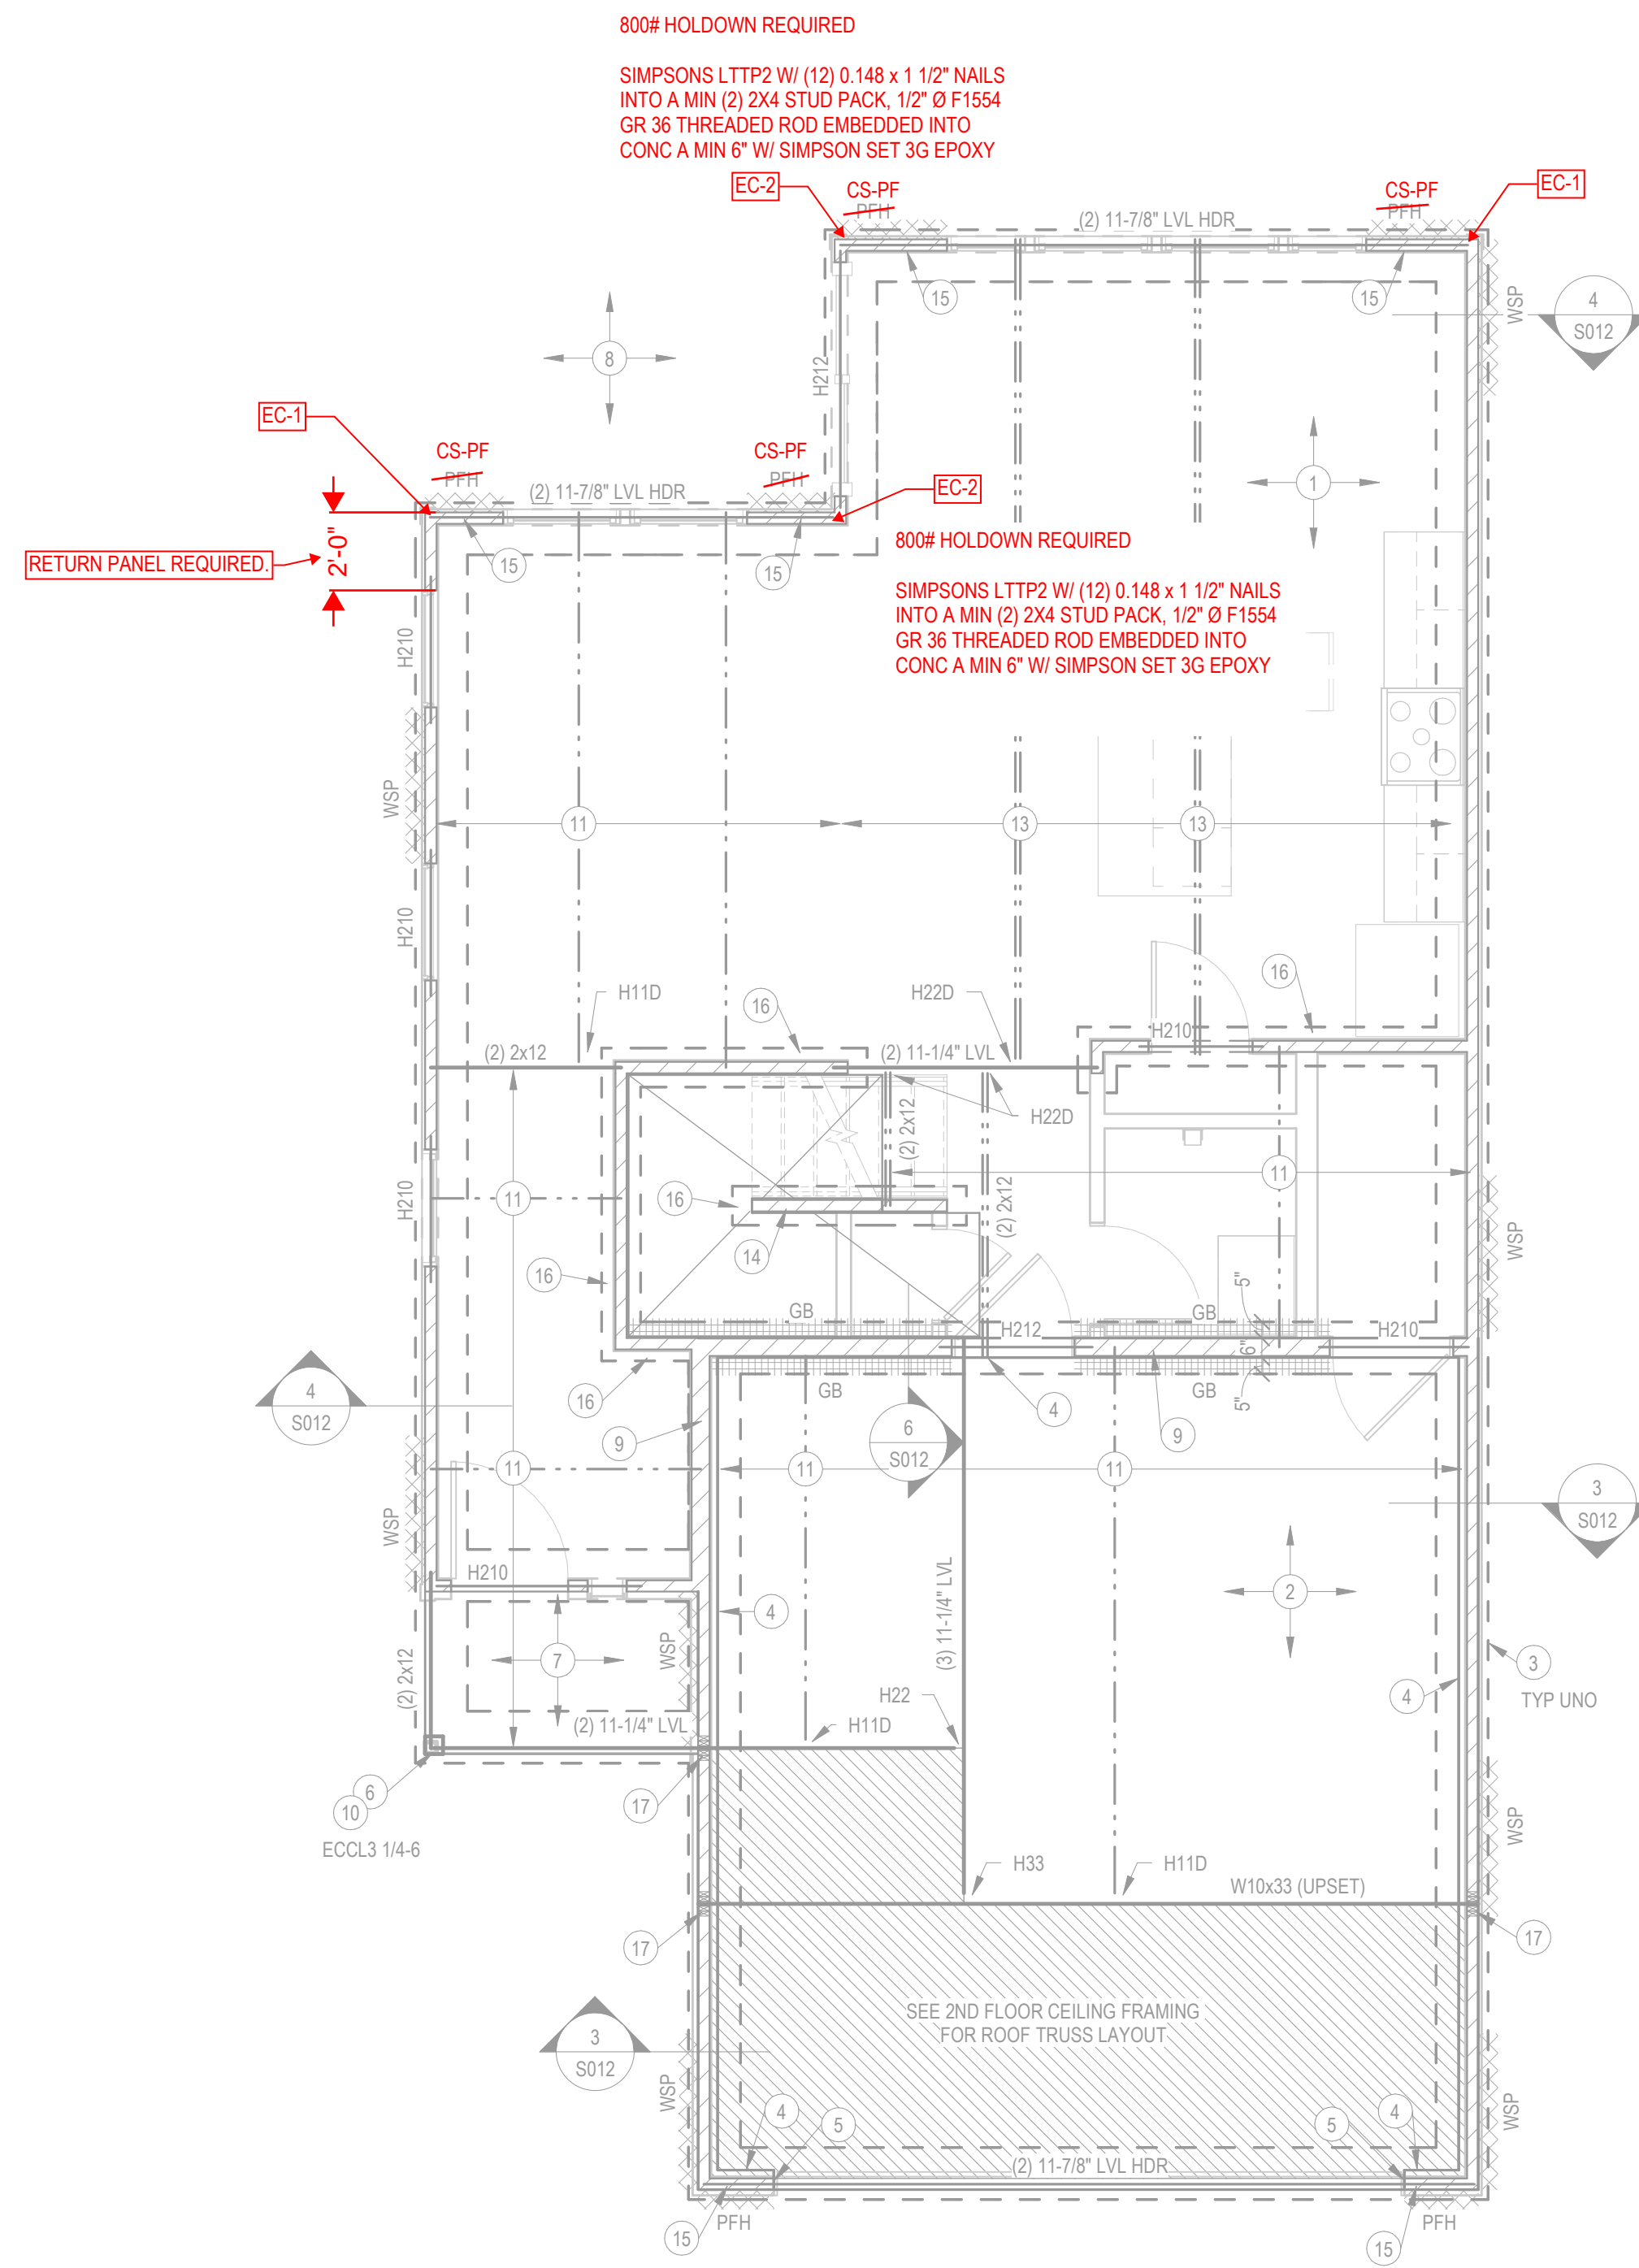 800# HOLDOWN REQUIRED
SIMPSONS LTTP2 W/ (12) 0.148 x 1 1/2" NAILS
INTO A MIN (2) 2X4 STUD PACK, 1/2" Ø F1554
GR 36 THREADED ROD EMBEDDED INTO
CONC A MIN 6" W/ SIMPSON SET 3G EPOXY
EC-2
CS-PF
PFH
(2) 11-7/8" LVL HDR
CS-PF
PFH
EC-1
15
15
WSP
4
S012
8
H212
EC-1
CS-PF
PFH
(2) 11-7/8" LVL HDR
CS-PF
PFH
EC-2
1
RETURN PANEL REQUIRED.
2'-0"
15
15
800# HOLDOWN REQUIRED
SIMPSONS LTTP2 W/ (12) 0.148 x 1 1/2" NAILS
INTO A MIN (2) 2X4 STUD PACK, 1/2" Ø F1554
GR 36 THREADED ROD EMBEDDED INTO
CONC A MIN 6" W/ SIMPSON SET 3G EPOXY
H210
WSP
11
13
13
H210
H11D
16
H22D
16
H210
(2) 2x12
(2) 11-1/4" LVL
(2) 2x12
H22D
11
H210
11
16
(2) 2x12
WSP
14
16
GB
H212
GB
5"
6"
5"
H210
GB
GB
4
S012
16
9
4
6
S012
9
11
11
11
WSP
3
S012
H210
4
2
(2) 2x12
7
WSP
(3) 11-1/4" LVL
3
TYP UNO
4
H22
(2) 11-1/4" LVL
H11D
6
10
ECCL3 1/4-6
17
WSP
H33
H11D
W10x33 (UPSET)
17
17
SEE 2ND FLOOR CEILING FRAMING
FOR ROOF TRUSS LAYOUT
3
S012
WSP
4
5
5
4
WSP
(2) 11-7/8" LVL HDR
PFH
15
PFH
15